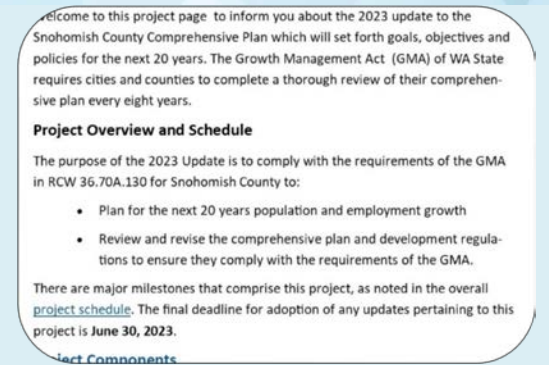 elcome to this project page to inform you about the 2023 update to the
Snohomish County Comprehensive Plan which will set forth goals, objectives and
policies for the next 20 years. The Growth Management Act (GMA) of WA State
requires cities and counties to complete a thorough review of their comprehen-
sive plan every eight years.
Project Overview and Schedule
The purpose of the 2023 Update is to comply with the requirements of the GMA
in RCW 36.70A.130 for Snohomish County to:
• Plan for the next 20 years population and employment growth
• Review and revise the comprehensive plan and development regula-
tions to ensure they comply with the requirements of the GMA.
There are major milestones that comprise this project, as noted in the overall
project schedule. The final deadline for adoption of any updates pertaining to this
project is June 30, 2023.
ject Components